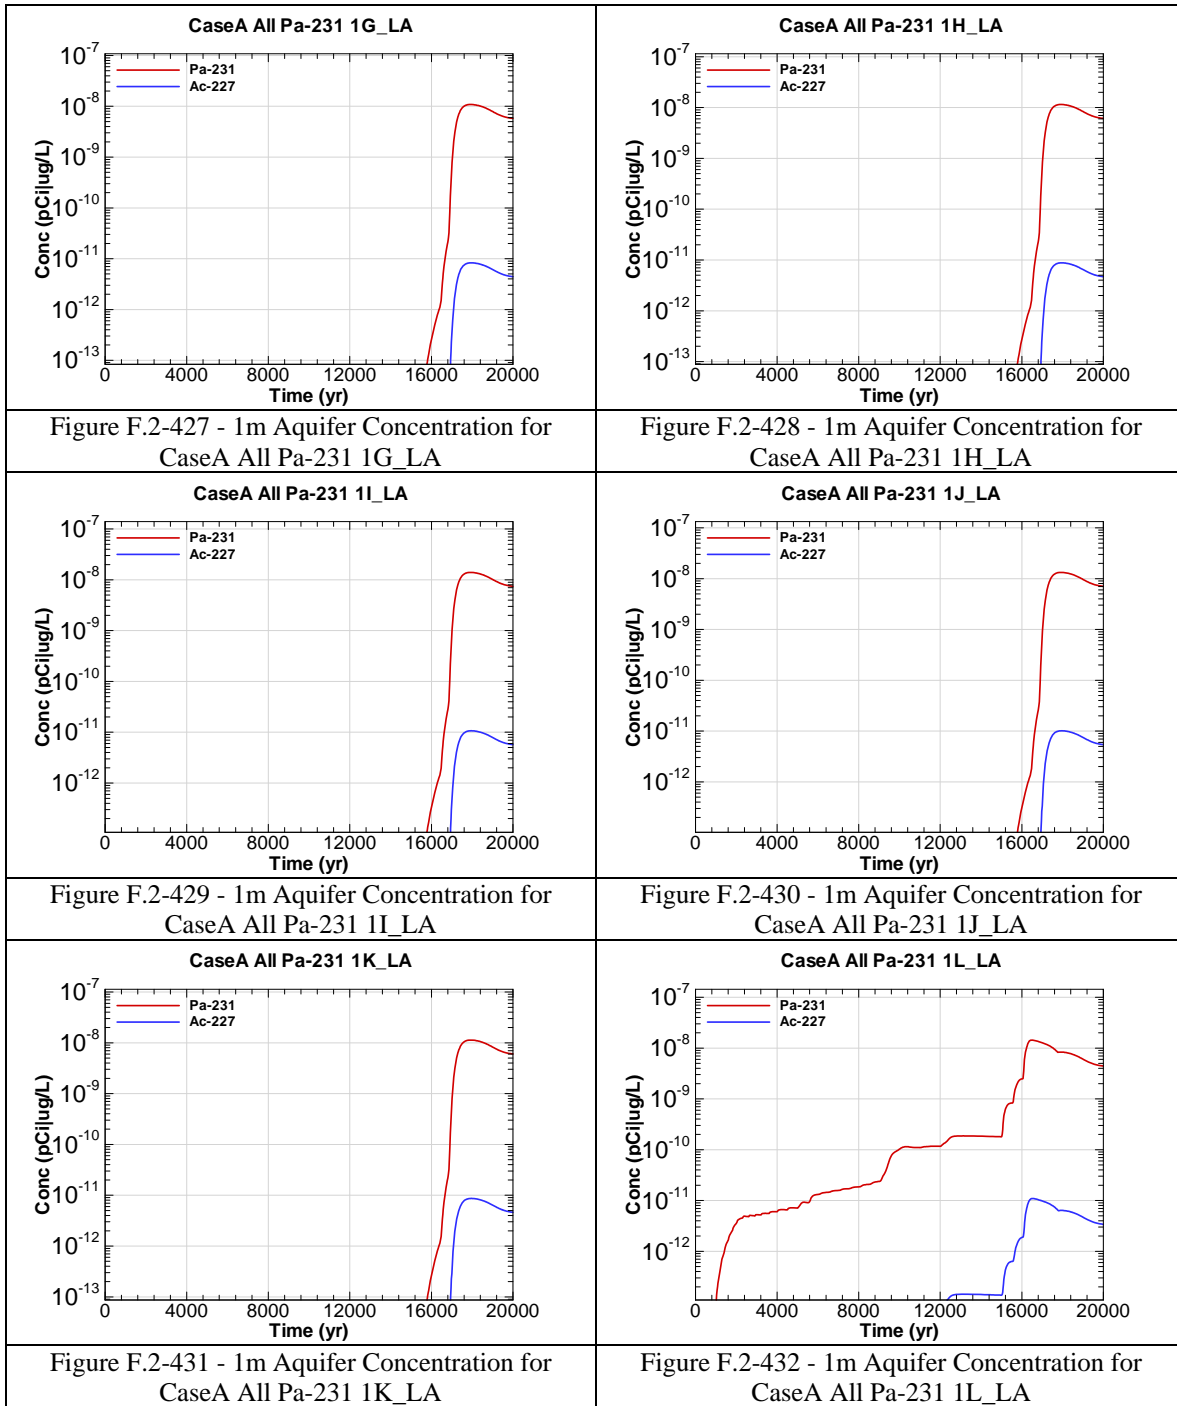 CaseA All Pa-231 1G_LA
Pa-231
Ac-227
10-7
10-8
10-9
10-10
10-11
10-12
10-13
Conc (pCi|ug/L)
0 4000 8000 12000 16000 20000
Time (yr)
Figure F.2-427 - 1m Aquifer Concentration for
CaseA All Pa-231 1G_LA
CaseA All Pa-231 1H_LA
Pa-231
Ac-227
10-7
10-8
10-9
10-10
10-11
10-12
10-13
Conc (pCi|ug/L)
0 4000 8000 12000 16000 20000
Time (yr)
Figure F.2-428 - 1m Aquifer Concentration for
CaseA All Pa-231 1H_LA
CaseA All Pa-231 1I_LA
Pa-231
Ac-227
10-7
10-8
10-9
10-10
10-11
10-12
Conc (pCi|ug/L)
0 4000 8000 12000 16000 20000
Time (yr)
Figure F.2-429 - 1m Aquifer Concentration for
CaseA All Pa-231 1I_LA
CaseA All Pa-231 1J_LA
Pa-231
Ac-227
10-7
10-8
10-9
10-10
10-11
10-12
Conc (pCi|ug/L)
0 4000 8000 12000 16000 20000
Time (yr)
Figure F.2-430 - 1m Aquifer Concentration for
CaseA All Pa-231 1J_LA
CaseA All Pa-231 1K_LA
Pa-231
Ac-227
10-7
10-8
10-9
10-10
10-11
10-12
10-13
Conc (pCi|ug/L)
0 4000 8000 12000 16000 20000
Time (yr)
Figure F.2-431 - 1m Aquifer Concentration for
CaseA All Pa-231 1K_LA
CaseA All Pa-231 1L_LA
Pa-231
Ac-227
10-7
10-8
10-9
10-10
10-11
10-12
Conc (pCi|ug/L)
0 4000 8000 12000 16000 20000
Time (yr)
Figure F.2-432 - 1m Aquifer Concentration for
CaseA All Pa-231 1L_LA